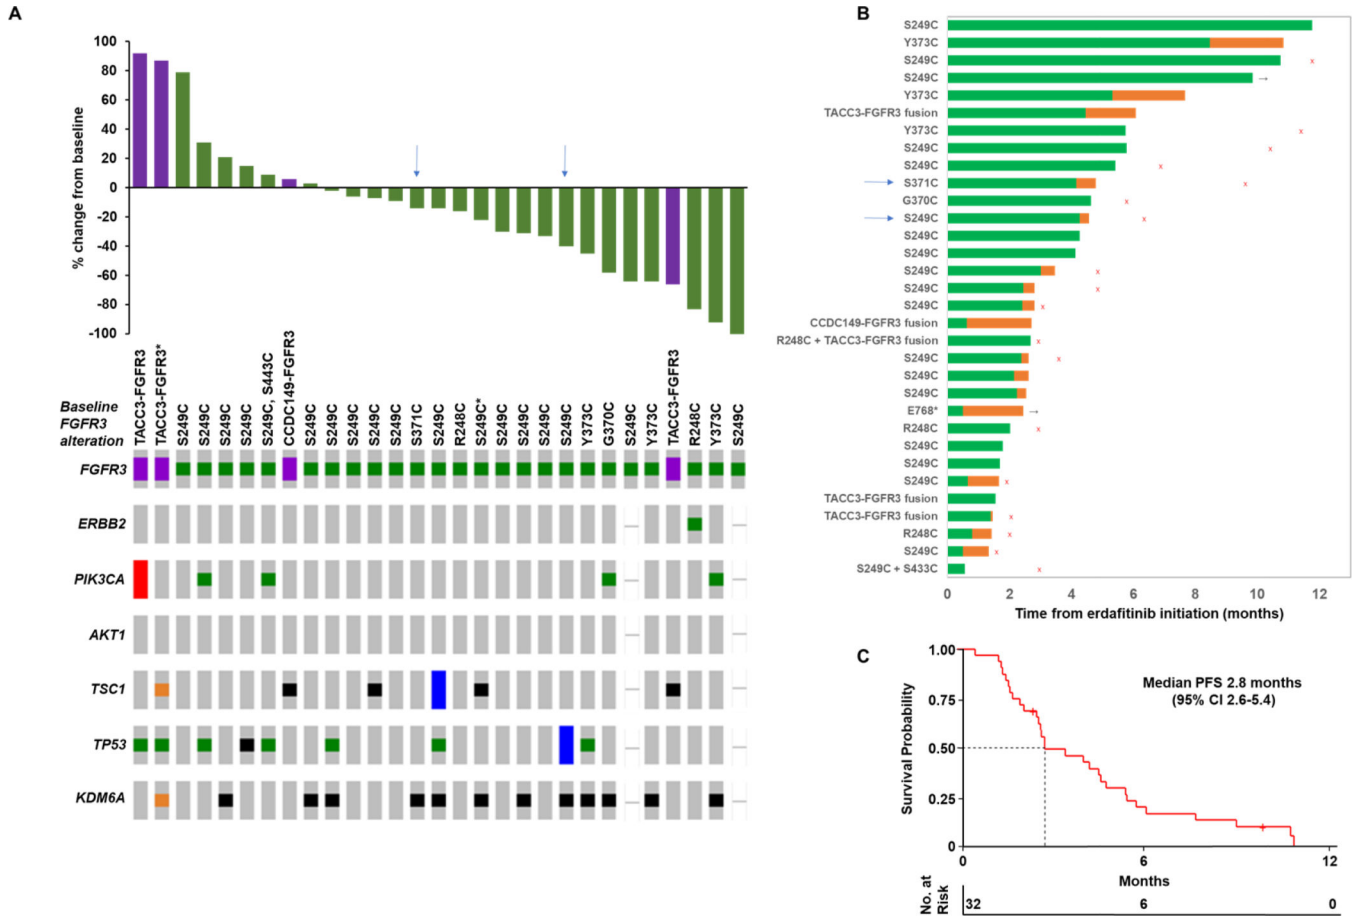 A
100
80
60
40
20
0
-20
-40
-60
-80
-100
% change from baseline
Baseline
FGFR3
alteration
TACC3-FGFR3
TACC3-FGFR3*
S249C
S249C
S249C
S249C
S249C, S443C
CCDC149-FGFR3
S249C
S249C
S249C
S249C
S249C
S371C
S249C
R248C
S249C*
S249C
S249C
S249C
S249C
Y373C
G370C
S249C
Y373C
TACC3-FGFR3
R248C
Y373C
S249C
FGFR3
ERBB2
PIK3CA
AKT1
TSC1
TP53
KDM6A
B
S249C
Y373C
S249C x
S249C →
Y373C
TACC3-FGFR3 fusion
Y373C x
S249C x
S249C x
S371C x
G370C x
S249C x
S249C
S249C
S249C x
S249C x
S249C x
CCDC149-FGFR3 fusion
R248C + TACC3-FGFR3 fusion x
S249C x
S249C
S249C
E768* →
R248C x
S249C
S249C
S249C x
TACC3-FGFR3 fusion
TACC3-FGFR3 fusion x
R248C x
S249C x
S249C + S433C x
0 2 4 6 8 10 12
Time from erdafitinib initiation (months)
C
1.00
0.75
0.50
0.25
0
Survival Probability
Median PFS 2.8 months
(95% CI 2.6-5.4)
0 6 12
Months
No. at
Risk
32 6 0